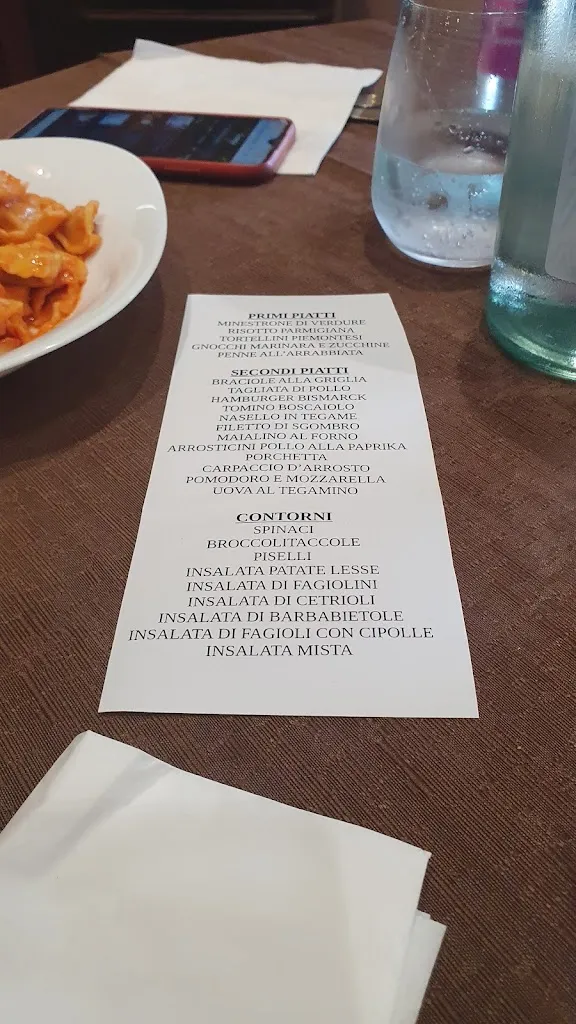 PRIMI PIATTI
MINESTRONE DI VERDURE
RISOTTO PARMIGIANA
TORTELLINI PIEMONTESI
GNOCCHI MARINARA E ZUCCHINE
PENNE ALL'ARRABBIATA
SECONDI PIATTI
BRACIOLE ALLA GRIGLIA
TAGLIATA DI POLLO
HAMBURGER BISMARCK
TOMINO BOSCAIOLO
NASELLO IN TEGAME
FILETTO DI SGOMBRO
MAIALINO AL FORNO
ARROSTICINI POLLO ALLA PAPRIKA
PORCHETTA
CARPACCIO D'ARROSTO
POMODORO E MOZZARELLA
UOVA AL TEGAMINO
CONTORNI
SPINACI
BROCCOLITACCOLE
PISELLI
INSALATA PATATE LESSE
INSALATA DI FAGIOLINI
INSALATA DI CETRIOLI
INSALATA DI BARBABIETOLE
INSALATA DI FAGIOLI CON CIPOLLE
INSALATA MISTA